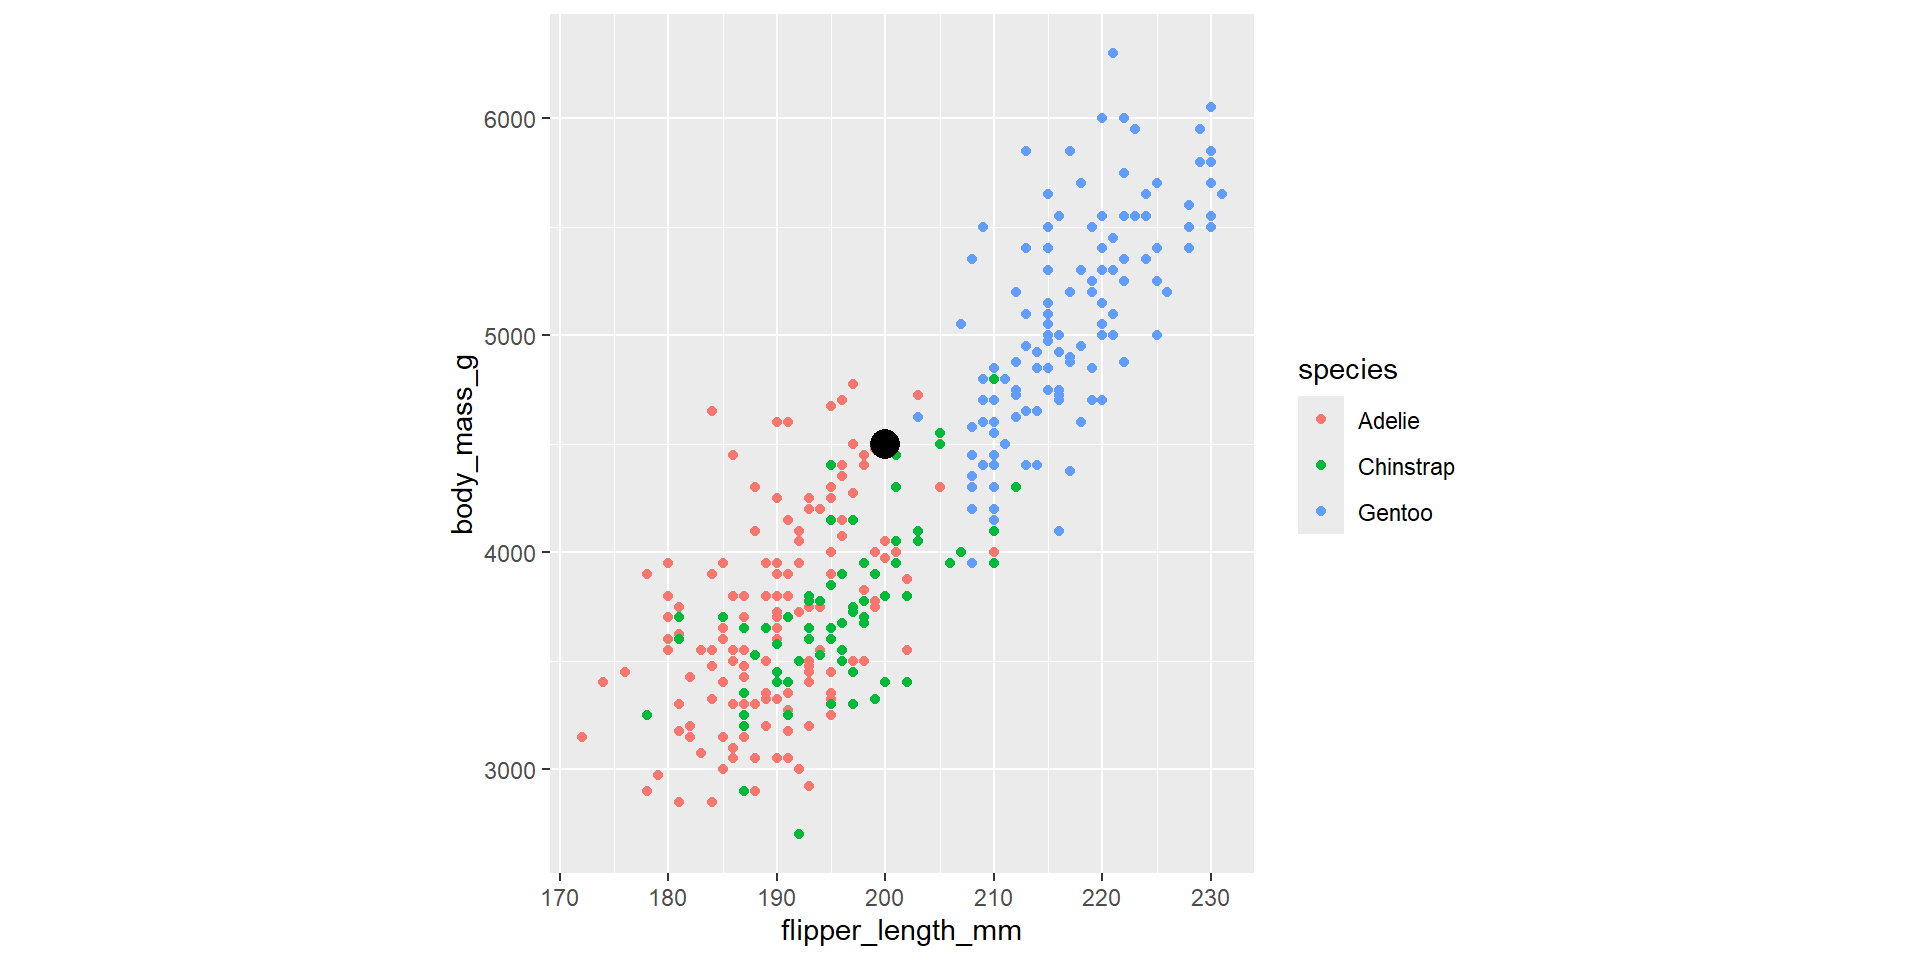 6000
5000
4000
3000
body_mass_g
170 180 190 200 210 220 230
flipper_length_mm
species
Adelie
Chinstrap
Gentoo